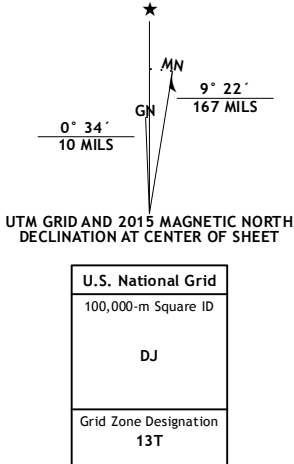 MN
9° 22´
167 MILS
GN
0° 34´
10 MILS
UTM GRID AND 2015 MAGNETIC NORTH
DECLINATION AT CENTER OF SHEET
U.S. National Grid
100,000-m Square ID
DJ
Grid Zone Designation
13T